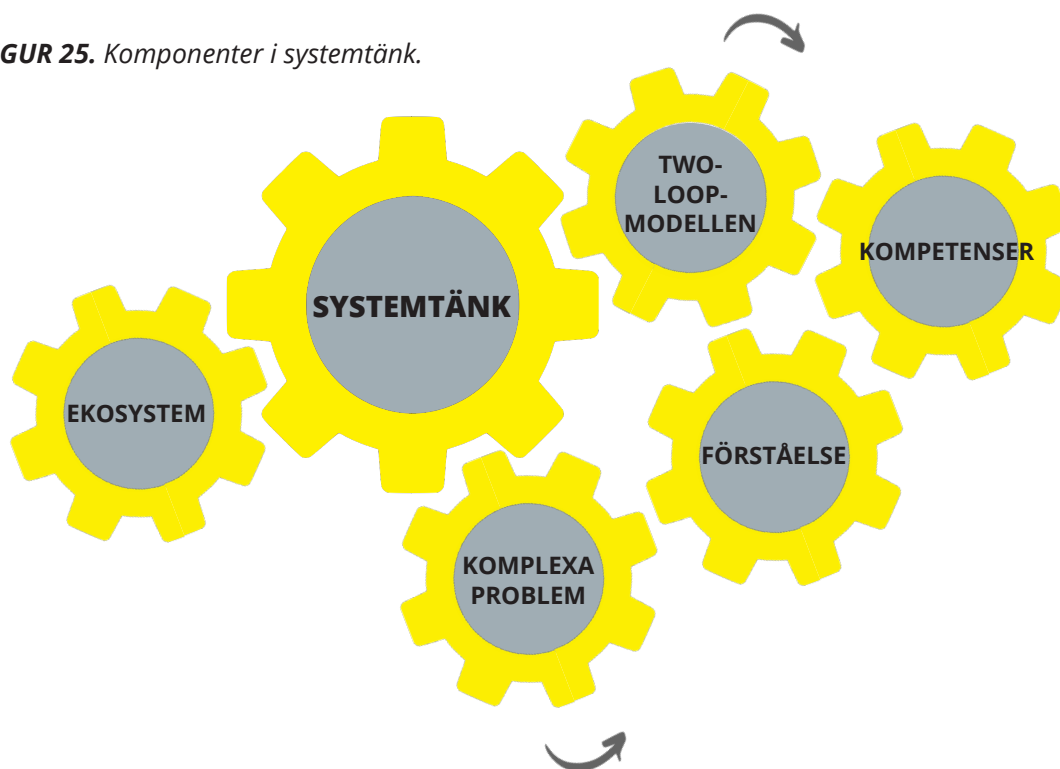 GUR 25. Komponenter i systemtänk.
TWO-
LOOP-
MODELLEN
KOMPETENSER
SYSTEMTÄNK
EKOSYSTEM
FÖRSTÅELSE
KOMPLEXA
PROBLEM